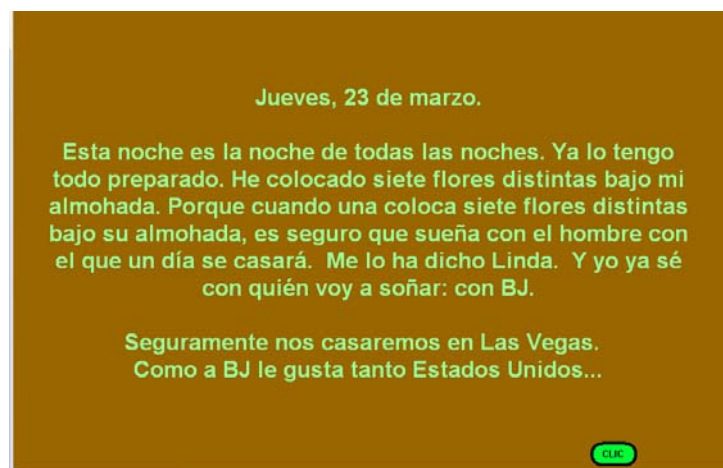 Jueves, 23 de marzo.
Esta noche es la noche de todas las noches. Ya lo tengo
todo preparado. He colocado siete flores distintas bajo mi
almohada. Porque cuando una coloca siete flores distintas
bajo su almohada, es seguro que sueña con el hombre con
el que un día se casará. Me lo ha dicho Linda. Y yo ya sé
con quién voy a soñar: con BJ.
Seguramente nos casaremos en Las Vegas.
Como a BJ le gusta tanto Estados Unidos...
CLIC